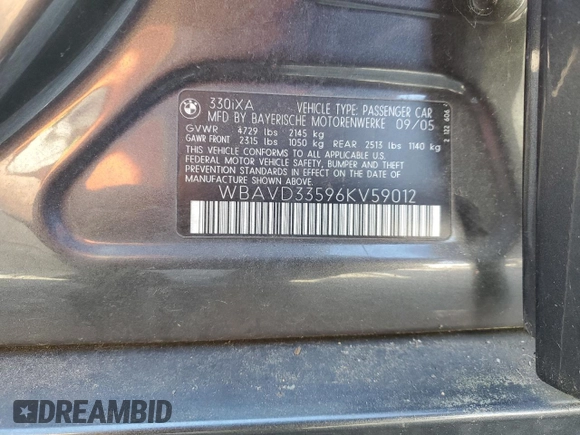 330iXA VEHICLE TYPE: PASSENGER CAR
MFD BY BAYERISCHE MOTORENWERKE 09/05
GVWR 4729 lbs 2145 kg
GAWR FRONT 2315 lbs 1050 kg REAR 2513 lbs 1140 kg
THIS VEHICLE CONFORMS TO ALL APPLICABLE U.S.
FEDERAL MOTOR VEHICLE SAFETY, BUMPER AND THEFT
PREVENTION STANDARDS IN EFFECT ON THE DATE OF
MANUFACTURE SHOWN ABOVE.
WBAVD33596KV59012
DREAMBID